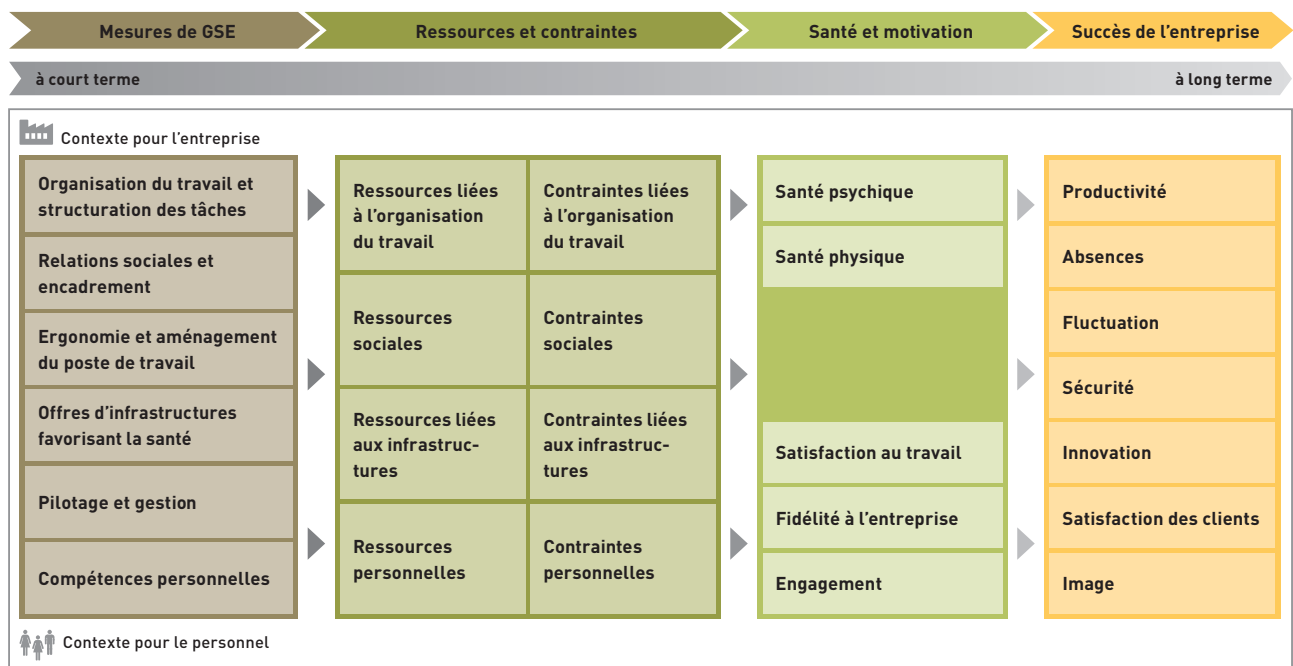 Mesures de GSE
Ressources et contraintes
Santé et motivation
Succès de l'entreprise
à court terme
à long terme
Contexte pour l'entreprise
Organisation du travail et
structuration des tâches
Relations sociales et
encadrement
Ergonomie et aménagement
du poste de travail
Offres d'infrastructures
favorisant la santé
Pilotage et gestion
Compétences personnelles
Ressources liées
à l'organisation
du travail
Contraintes liées
à l'organisation
du travail
Ressources
sociales
Contraintes
sociales
Ressources liées
aux infrastruc-
tures
Contraintes liées
aux infrastruc-
tures
Ressources
personnelles
Contraintes
personnelles
Santé psychique
Santé physique
Satisfaction au travail
Fidélité à l'entreprise
Engagement
Productivité
Absences
Fluctuation
Sécurité
Innovation
Satisfaction des clients
Image
Contexte pour le personnel